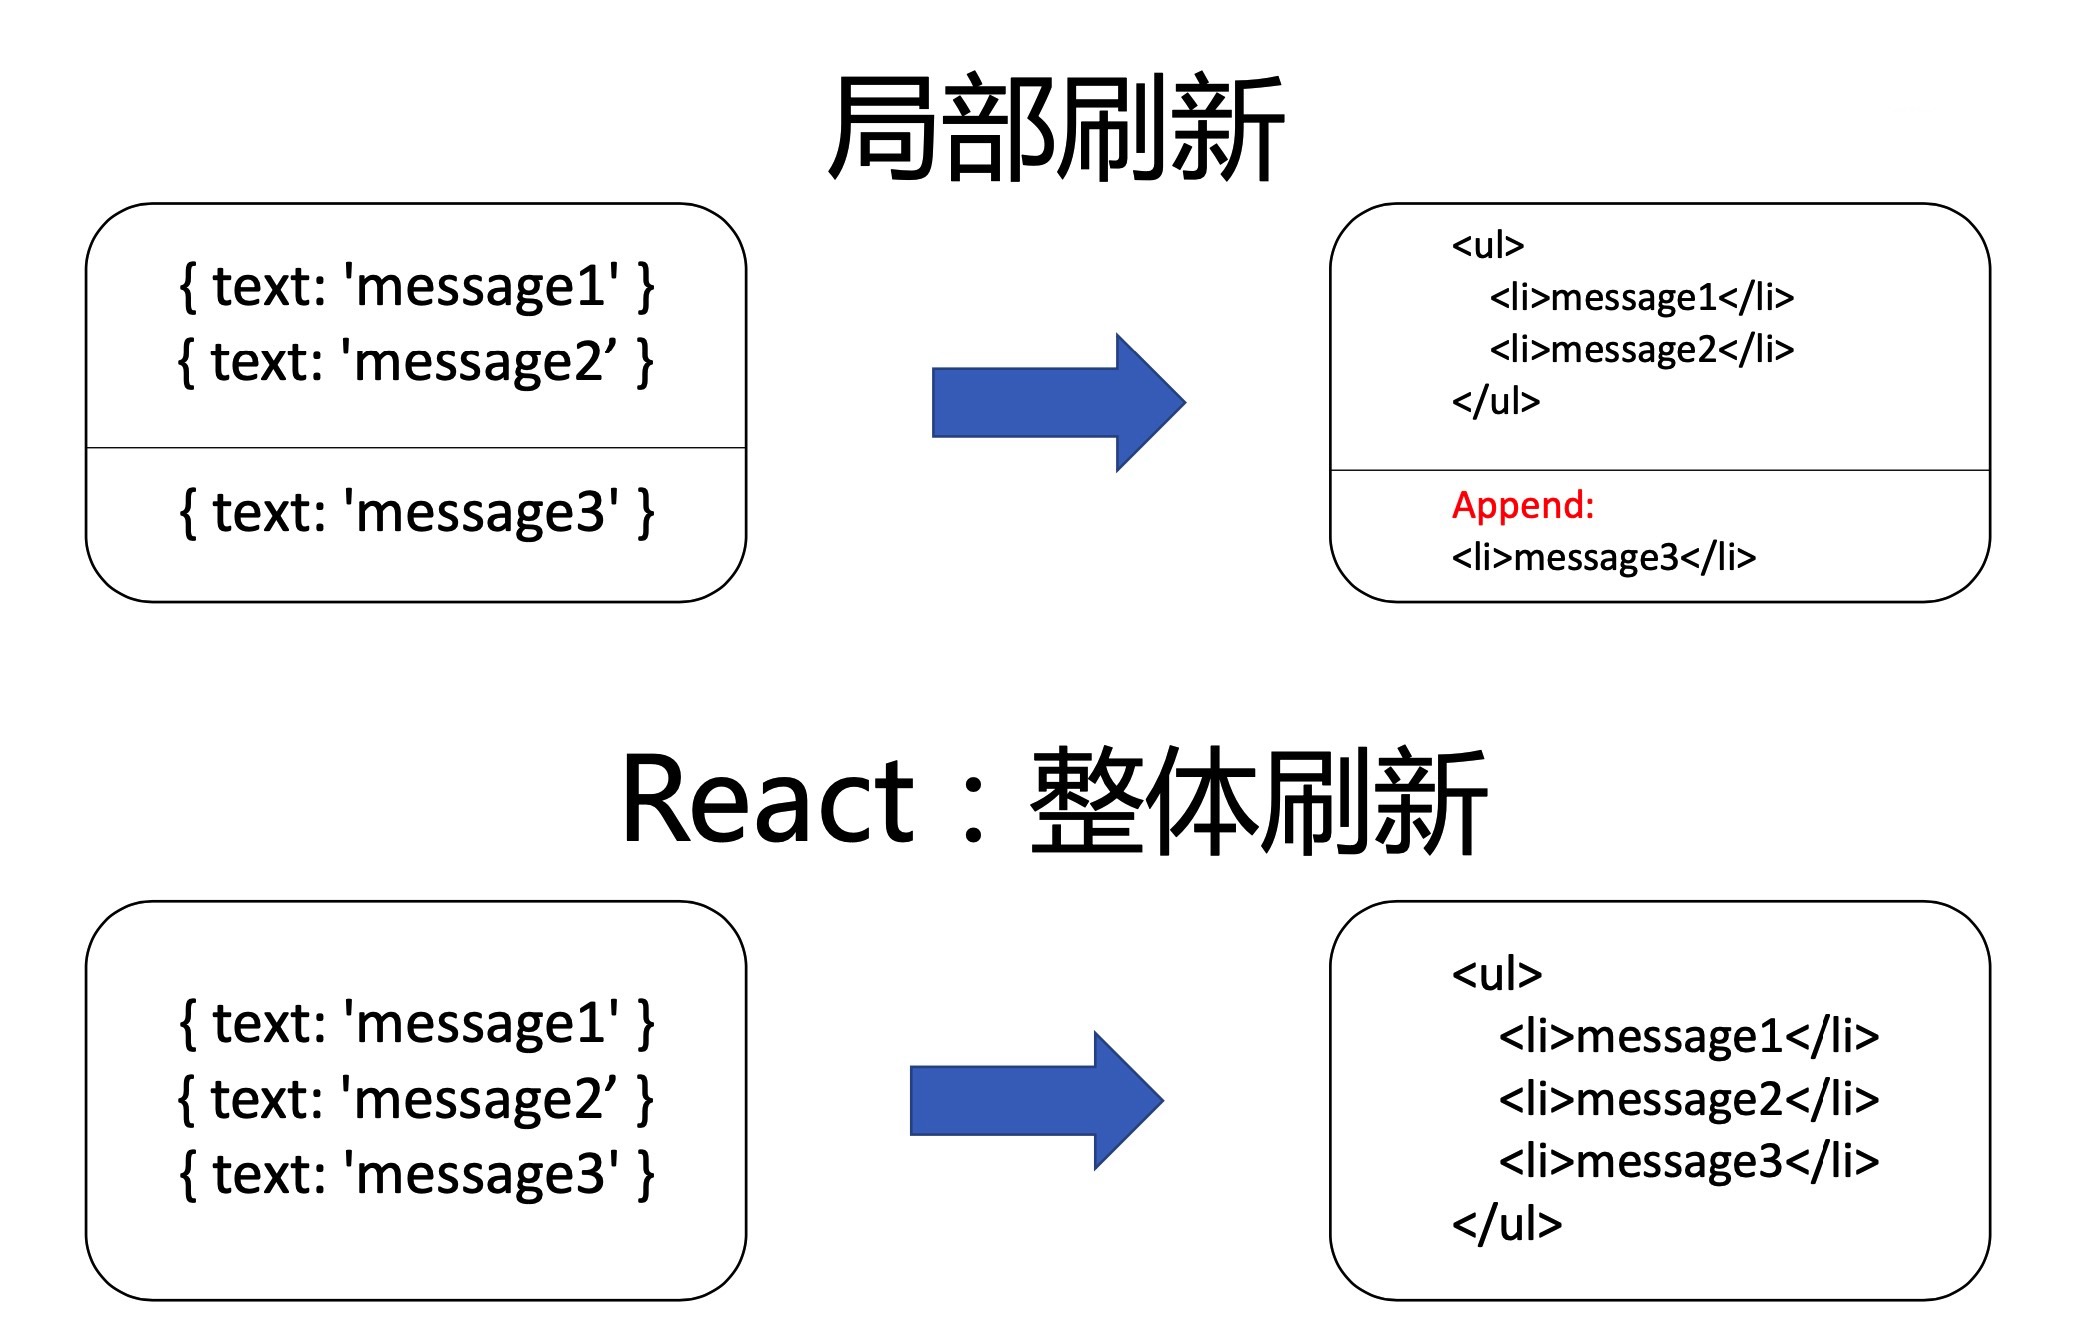 局部刷新
{ text: 'message1' }
{ text: 'message2’ }
{ text: 'message3' }
<ul>
<li>message1</li>
<li>message2</li>
</ul>
Append:
<li>message3</li>
React：整体刷新
{ text: 'message1' }
{ text: 'message2’ }
{ text: 'message3' }
<ul>
<li>message1</li>
<li>message2</li>
<li>message3</li>
</ul>